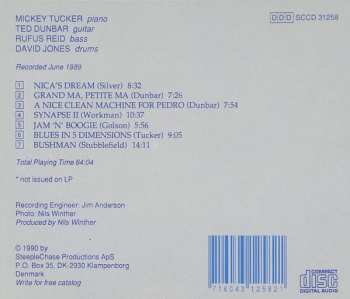 MICKEY TUCKER piano
TED DUNBAR guitar
RUFUS REID bass
DAVID JONES drums
DDD SCCD 31258
Recorded June 1989
1 NICA'S DREAM (Silver) 8:32
2 GRAND MA, PETITE MA (Dunbar) 7:26
3 A NICE CLEAN MACHINE FOR PEDRO (Dunbar) 7:54
4 SYNAPSE II (Workman) 10:37
5 JAM 'N' BOOGIE (Golson) 5:56
6 BLUES IN 5 DIMENSIONS (Tucker) 9:05
7 BUSHMAN (Stubblefield) 14:11
Total Playing Time 64:04
* not issued on LP
Recording Engineer: Jim Anderson
Photo: Nils Winther
Produced by Nils Winther
© 1990 by
SteepleChase Productions ApS
P.O. Box 35, DK-2930 Klampenborg
Denmark
Write for free catalog
7 16043 12582 1
COMPACT
disc
DIGITAL AUDIO